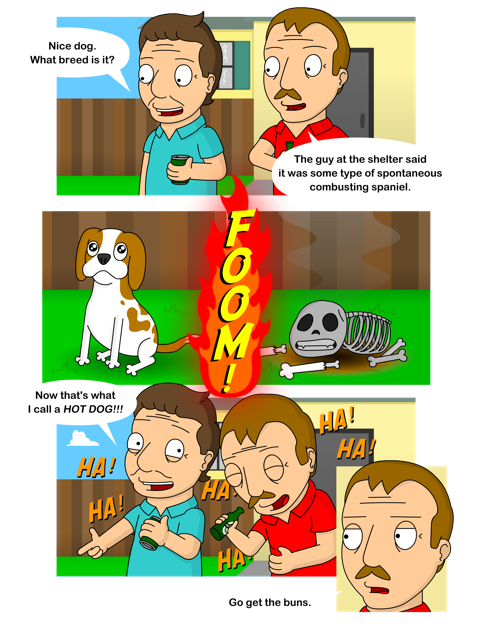 Nice dog.
What breed is it?
The guy at the shelter said
it was some type of spontaneous
combusting spaniel.
FOOM!
Now that's what
I call a HOT DOG!!!
HA!
HA!
HA!
HA!
HA!
HA!
Go get the buns.